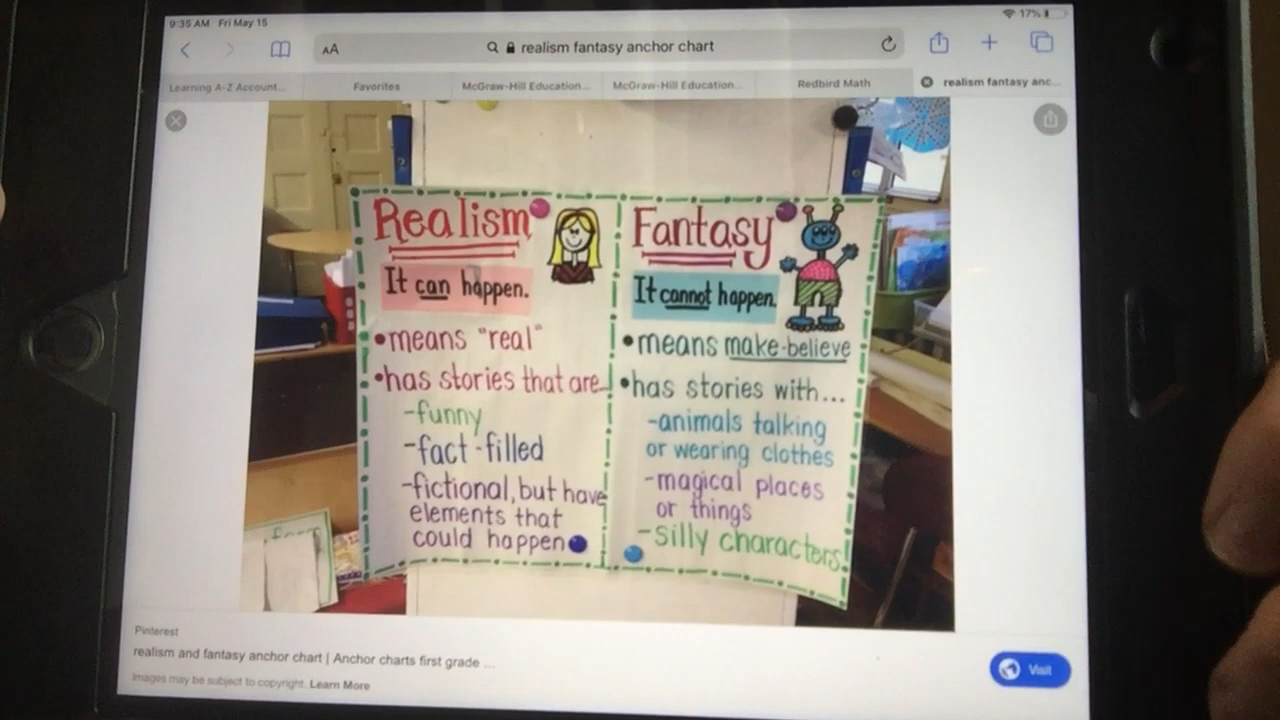 9:35 AM Fri May 15
17%
AA
realism fantasy anchor chart
Learning A-Z Account...
Favorites
McGraw-Hill Education...
McGraw-Hill Education...
Redbird Math
realism fantasy anc...
Realism
It can happen.
•means "real"
•has stories that are
-funny
-fact-filled
-fictional, but have
elements that
could happen
Fantasy
It cannot happen.
•means make-believe
•has stories with...
-animals talking
or wearing clothes
-magical places
or things
-silly characters
Pinterest
realism and fantasy anchor chart | Anchor charts first grade ...
Images may be subject to copyright. Learn More
Visit